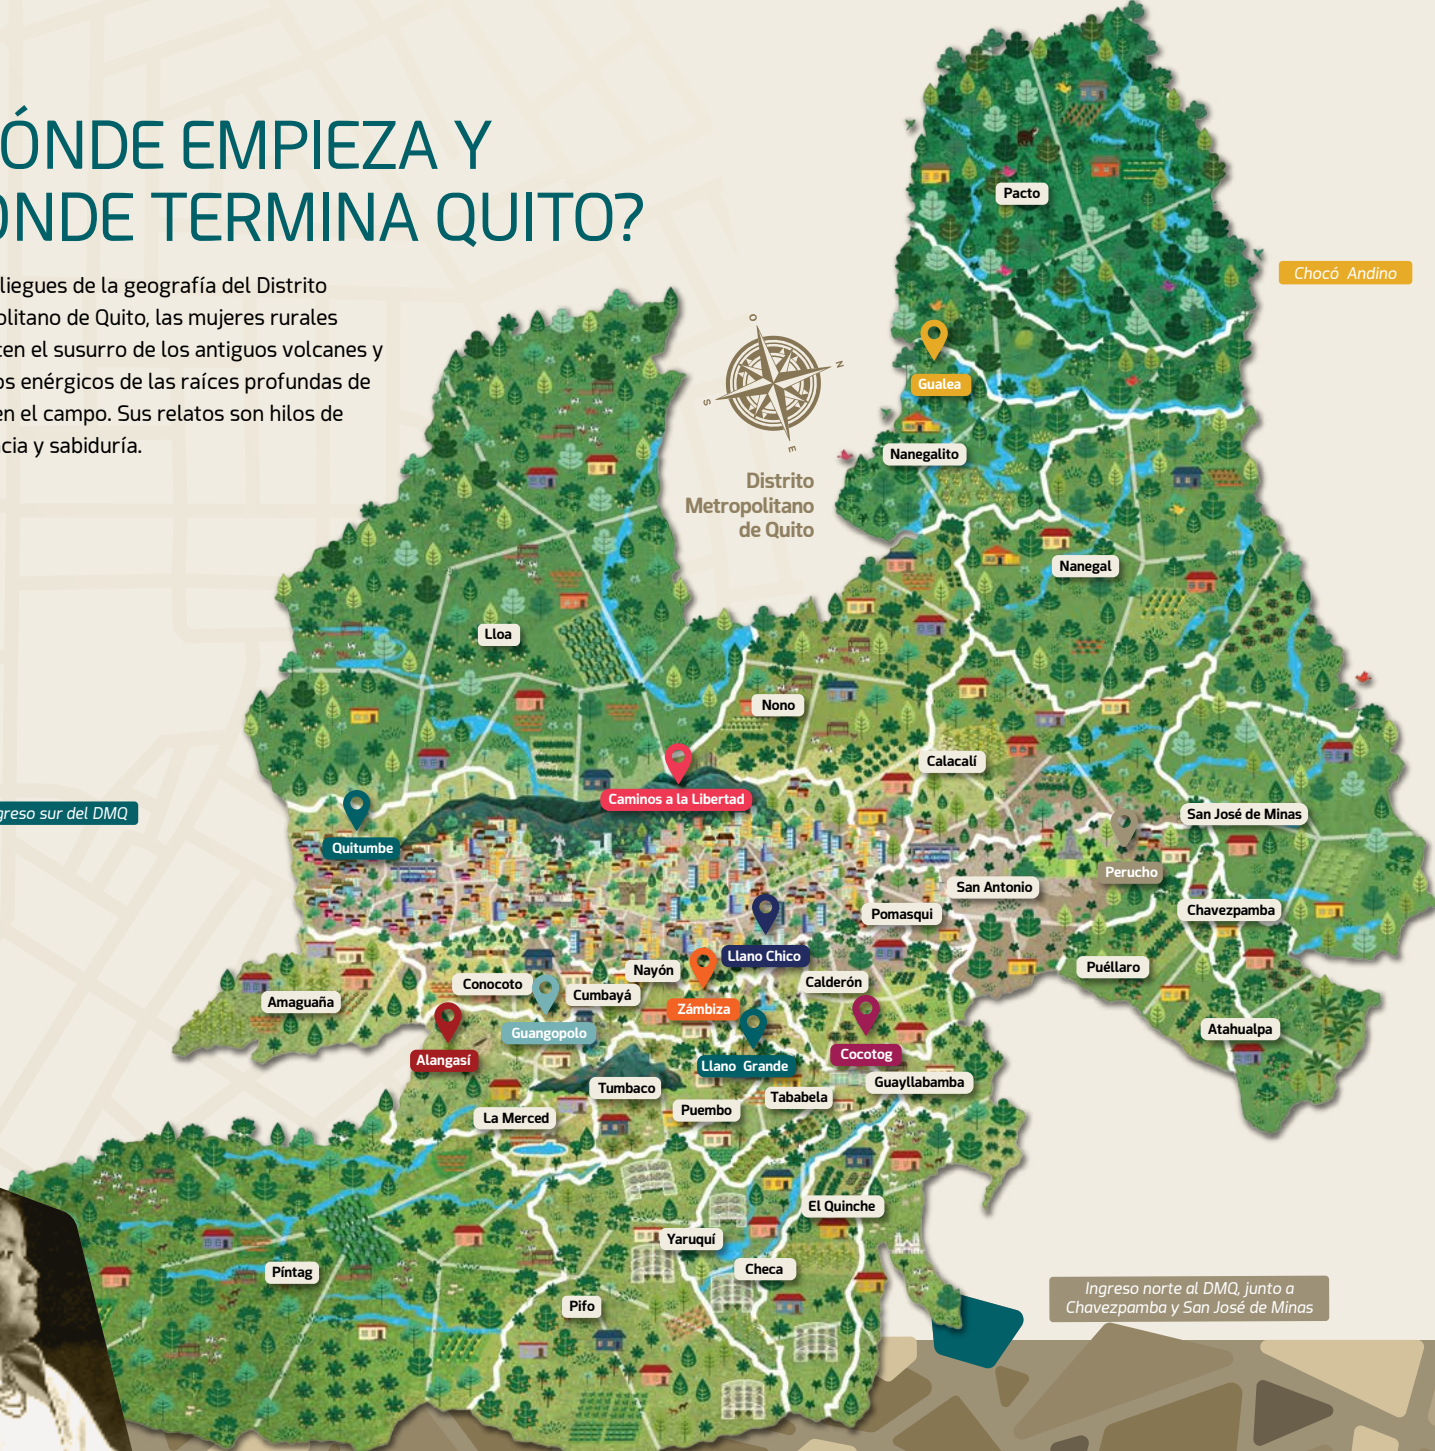 ÓNDE EMPIEZA Y
ONDE TERMINA QUITO?
liegues de la geografía del Distrito
olitano de Quito, las mujeres rurales
cen el susurro de los antiguos volcanes y
os enérgicos de las raíces profundas de
en el campo. Sus relatos son hilos de
ncia y sabiduría.
O
N
S
E
Distrito
Metropolitano
de Quito
Pacto
Chocó Andino
Gualea
Nanegalito
Nanegal
Lloa
Nono
Calacalí
Caminos a la Libertad
greso sur del DMQ
Quitumbe
San José de Minas
Perucho
San Antonio
Pomasqui
Chavezpamba
Llano Chico
Nayón
Puéllaro
Conocoto
Calderón
Cumbayá
Amaguaña
Zámbiza
Guangopolo
Atahualpa
Alangasí
Cocotog
Llano Grande
Guayllabamba
Tumbaco
Tababela
Puembo
La Merced
El Quinche
Yaruquí
Checa
Píntag
Pifo
Ingreso norte al DMQ, junto a
Chavezpamba y San José de Minas